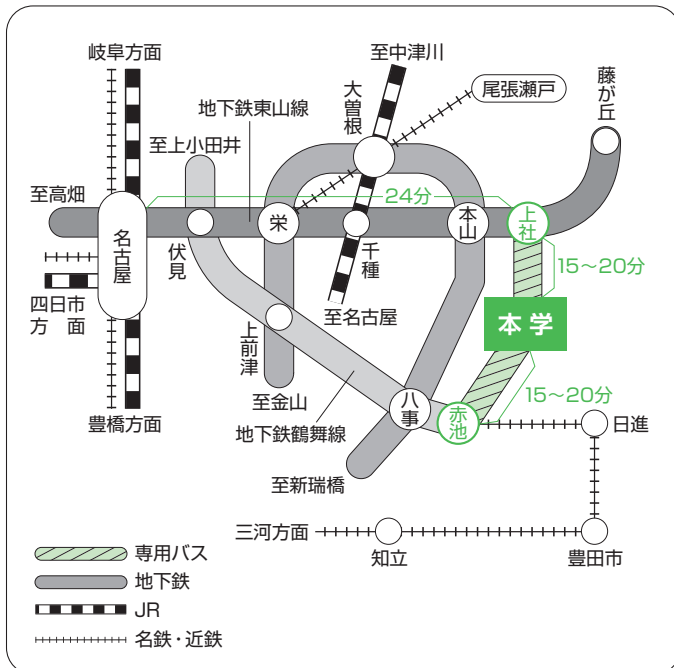 岐阜方面
至中津川
尾張瀬戸
藤が丘
大曽根
地下鉄東山線
至上小田井
至高畑
24分
名古屋
伏見
栄
千種
本山
上社
15～20分
四日市
方面
至名古屋
本学
上前津
至金山
豊橋方面
地下鉄鶴舞線
八事
赤池
15～20分
日進
至新瑞橋
三河方面
知立
豊田市
専用バス
地下鉄
JR
名鉄・近鉄